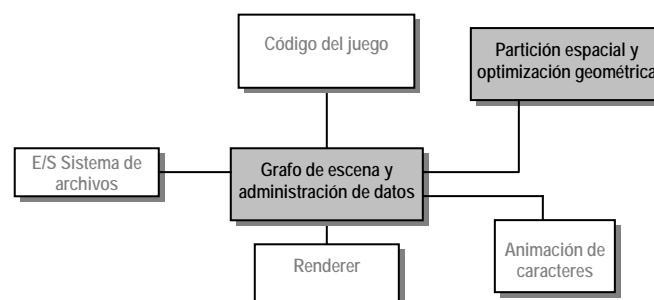 Código del juego
Partición espacial y
optimización geométrica
E/S Sistema de
archivos
Grafo de escena y
administración de datos
Renderer
Animación de
caracteres